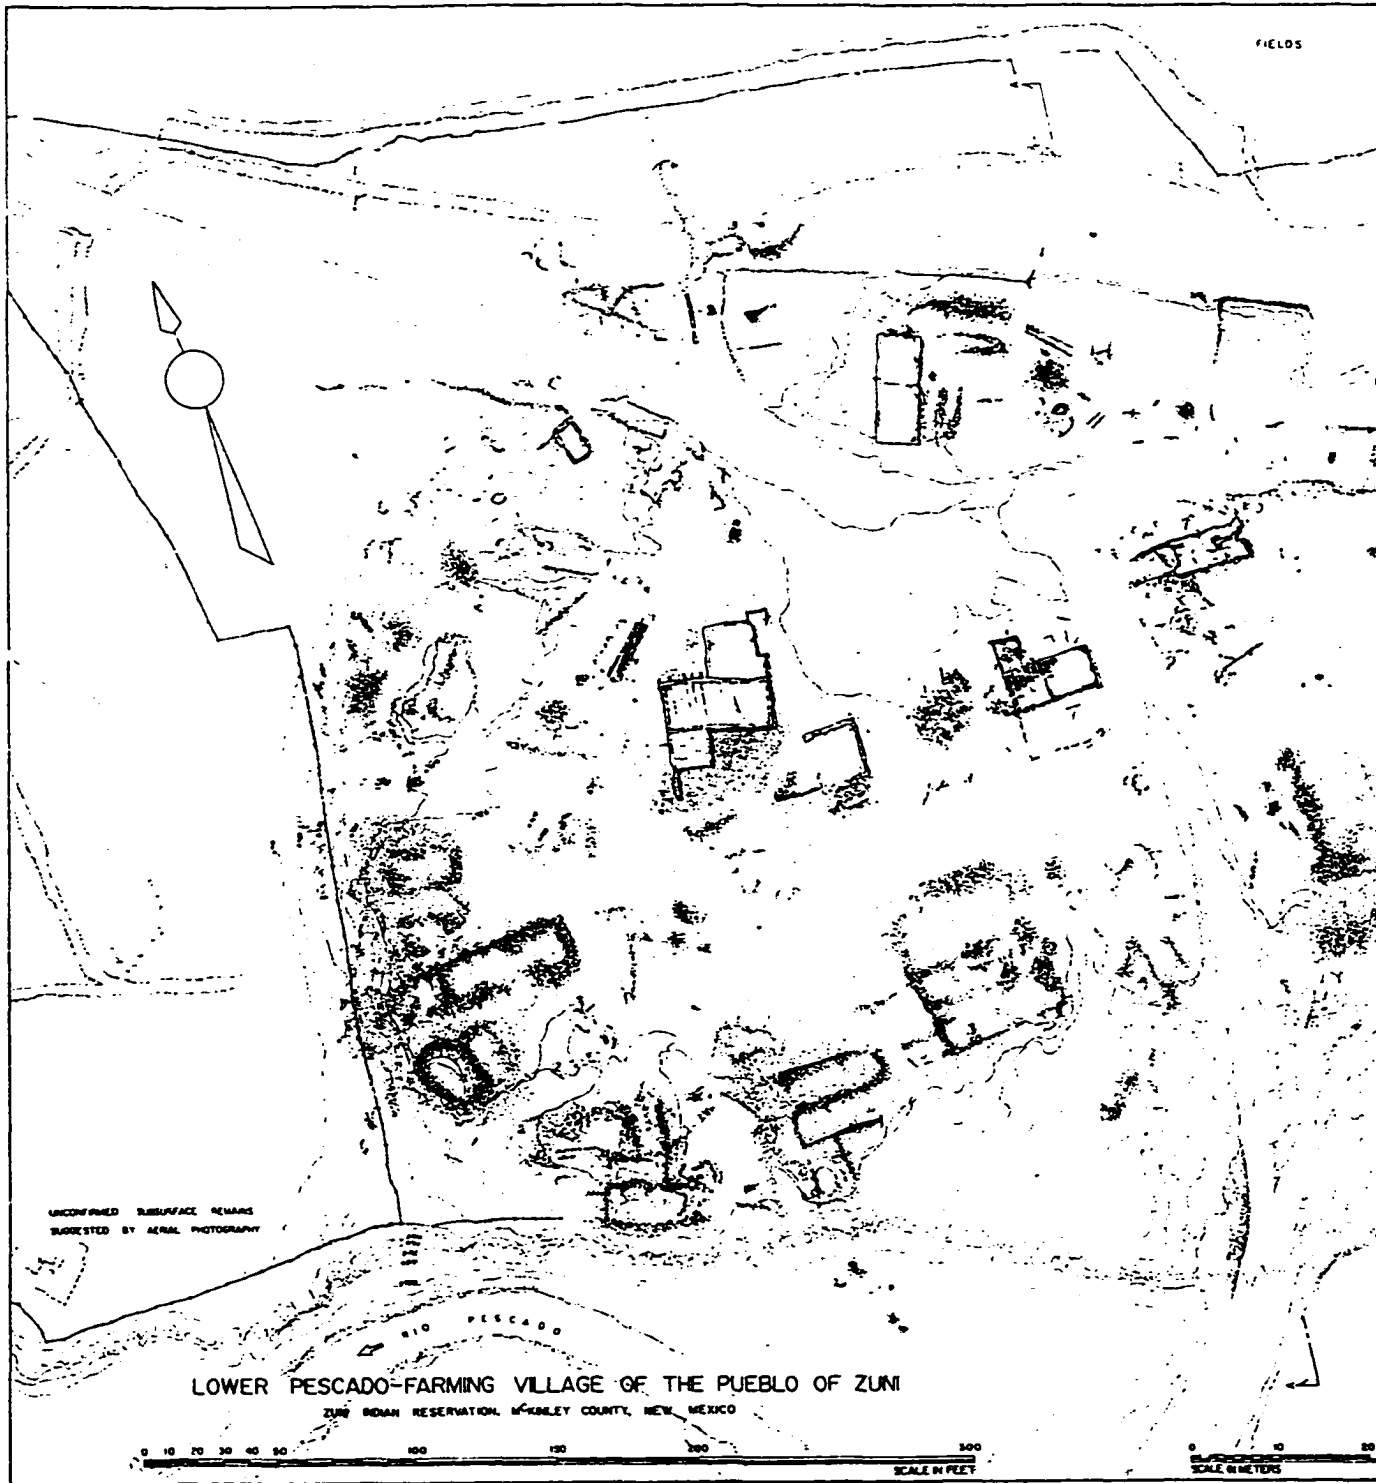 FIELDS
UNCONFIRMED SUBSURFACE REMAINS
SUGGESTED BY AERIAL PHOTOGRAPHY
RIO PESCADO
LOWER PESCADO-FARMING VILLAGE OF THE PUEBLO OF ZUNI
ZUNI INDIAN RESERVATION, McKINLEY COUNTY, NEW MEXICO
0 10 20 30 40 50 100 150 200 300
SCALE IN FEET
0 10 20
SCALE IN METERS